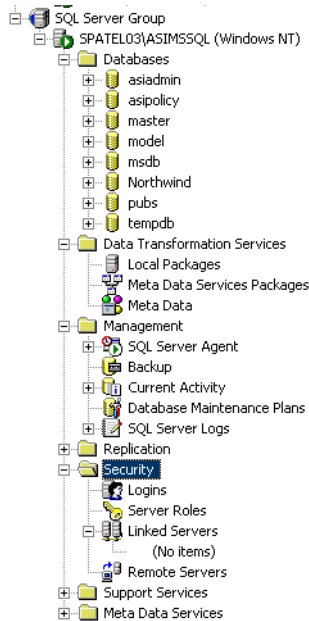 SQL Server Group
SPATEL03\ASIMSSQL (Windows NT)
Databases
asiadmin
asipolicy
master
model
msdb
Northwind
pubs
tempdb
Data Transformation Services
Local Packages
Meta Data Services Packages
Meta Data
Management
SQL Server Agent
Backup
Current Activity
Database Maintenance Plans
SQL Server Logs
Replication
Security
Logins
Server Roles
Linked Servers
(No items)
Remote Servers
Support Services
Meta Data Services